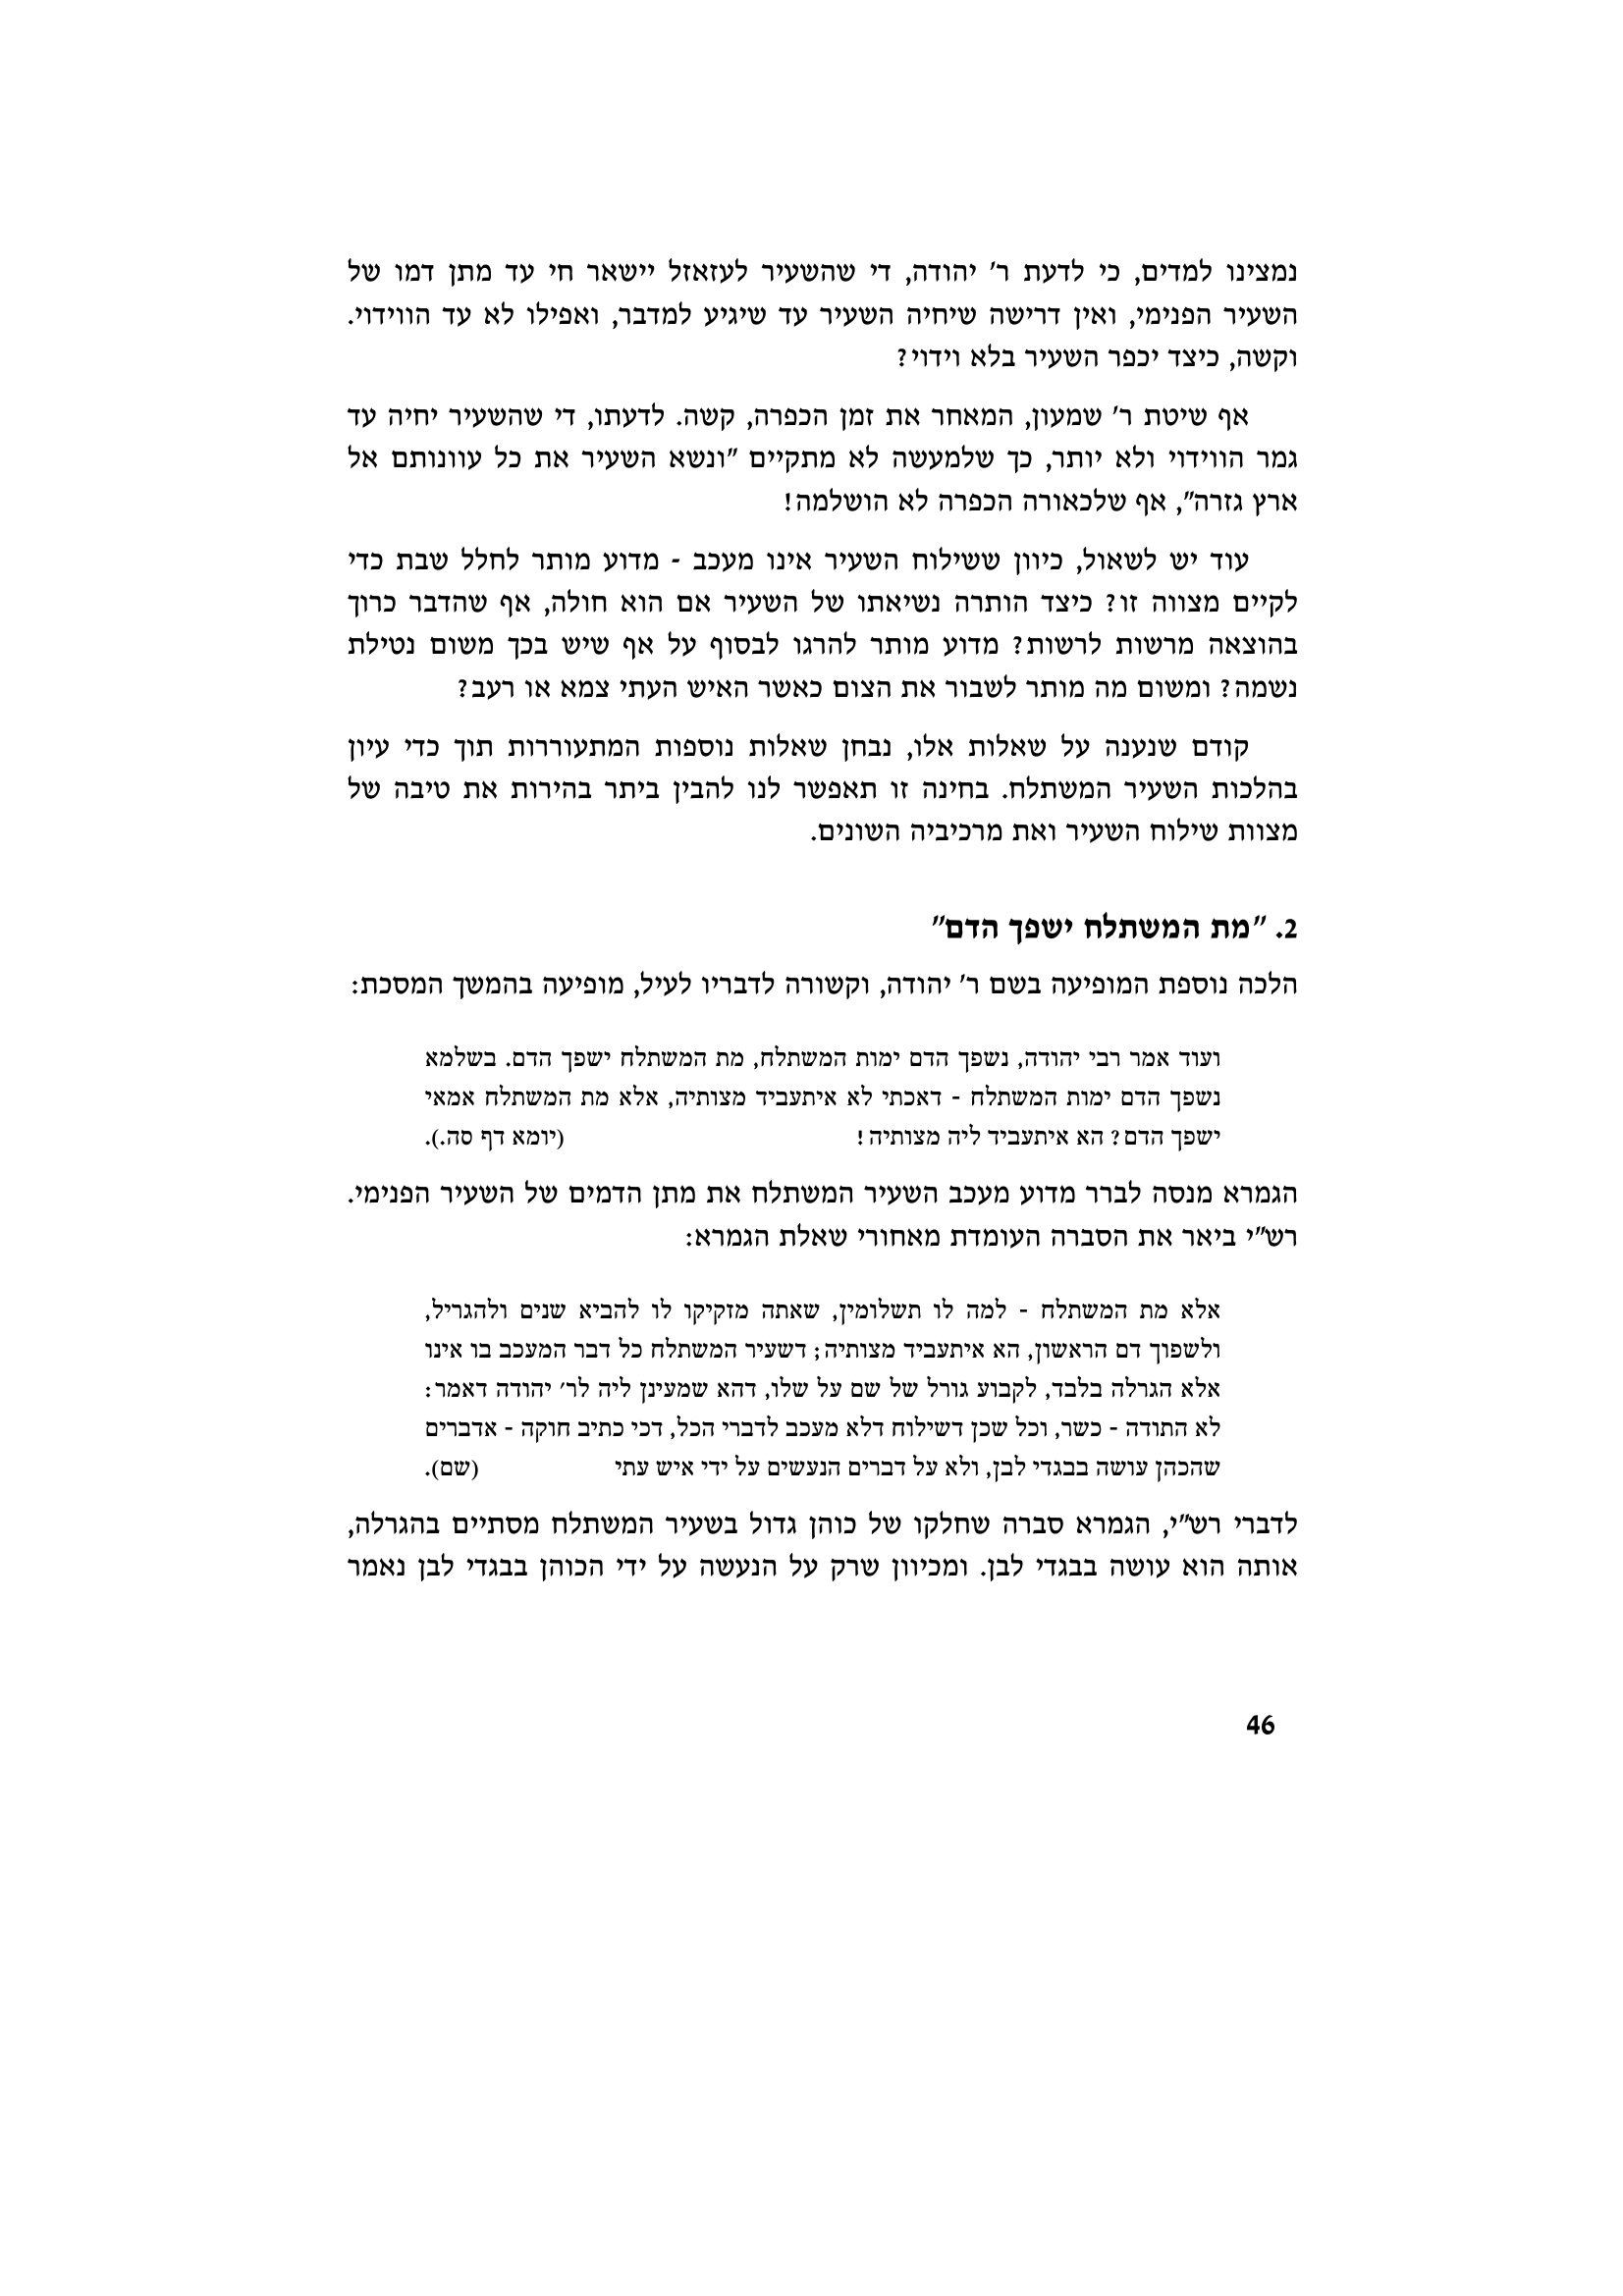 נמצינו למדים, כי לדעת ר' יהודה, די שהשעיר לעזאזל יישאר חי עד מתן דמו של
השעיר הפנימי, ואין דרישה שיחיה השעיר עד שיגיע למדבר, ואפילו לא עד הווידוי.
וקשה, כיצד יכפר השעיר בלא וידוי?
אף שיטת ר' שמעון, המאחר את זמן הכפרה, קשה. לדעתו, די שהשעיר יחיה עד
גמר הווידוי ולא יותר, כך שלמעשה לא מתקיים "ונשא השעיר את כל עוונותם אל
ארץ גזרה", אף שלכאורה הכפרה לא הושלמה!
עוד יש לשאול, כיוון ששילוח השעיר אינו מעכב - מדוע מותר לחלל שבת כדי
לקיים מצווה זו? כיצד הותרה נשיאתו של השעיר אם הוא חולה, אף שהדבר כרוך
בהוצאה מרשות לרשות? מדוע מותר להרגו לבסוף על אף שיש בכך משום נטילת
נשמה? ומשום מה מותר לשבור את הצום כאשר האיש העתי צמא או רעב?
קודם שנענה על שאלות אלו, נבחן שאלות נוספות המתעוררות תוך כדי עיון
בהלכות השעיר המשתלח. בחינה זו תאפשר לנו להבין ביתר בהירות את טיבה של
מצוות שילוח השעיר ואת מרכיביה השונים.
2. "מת המשתלח ישפך הדם"
הלכה נוספת המופיעה בשם ר' יהודה, וקשורה לדבריו לעיל, מופיעה בהמשך המסכת:
ועוד אמר רבי יהודה, נשפך הדם ימות המשתלח, מת המשתלח ישפך הדם. בשלמא
נשפך הדם ימות המשתלח - דאכתי לא איתעביד מצותיה, אלא מת המשתלח אמאי
ישפך הדם? הא איתעביד ליה מצותיה! (יומא דף סה.).
הגמרא מנסה לברר מדוע מעכב השעיר המשתלח את מתן הדמים של השעיר הפנימי.
רש"י ביאר את הסברה העומדת מאחורי שאלת הגמרא:
אלא מת המשתלח - למה לו תשלומין, שאתה מזקיקו לו להביא שנים ולהגריל,
ולשפוך דם הראשון, הא איתעביד מצותיה; דשעיר המשתלח כל דבר המעכב בו אינו
אלא הגרלה בלבד, לקבוע גורל של שם על שלו, דהא שמעינן ליה לר' יהודה דאמר:
לא התודה - כשר, וכל שכן דשילוח דלא מעכב לדברי הכל, דכי כתיב חוקה - אדברים
שהכהן עושה בבגדי לבן, ולא על דברים הנעשים על ידי איש עתי (שם).
לדברי רש"י, הגמרא סברה שחלקו של כוהן גדול בשעיר המשתלח מסתיים בהגרלה,
אותה הוא עושה בבגדי לבן. ומכיוון שרק על הנעשה על ידי הכוהן בבגדי לבן נאמר
46